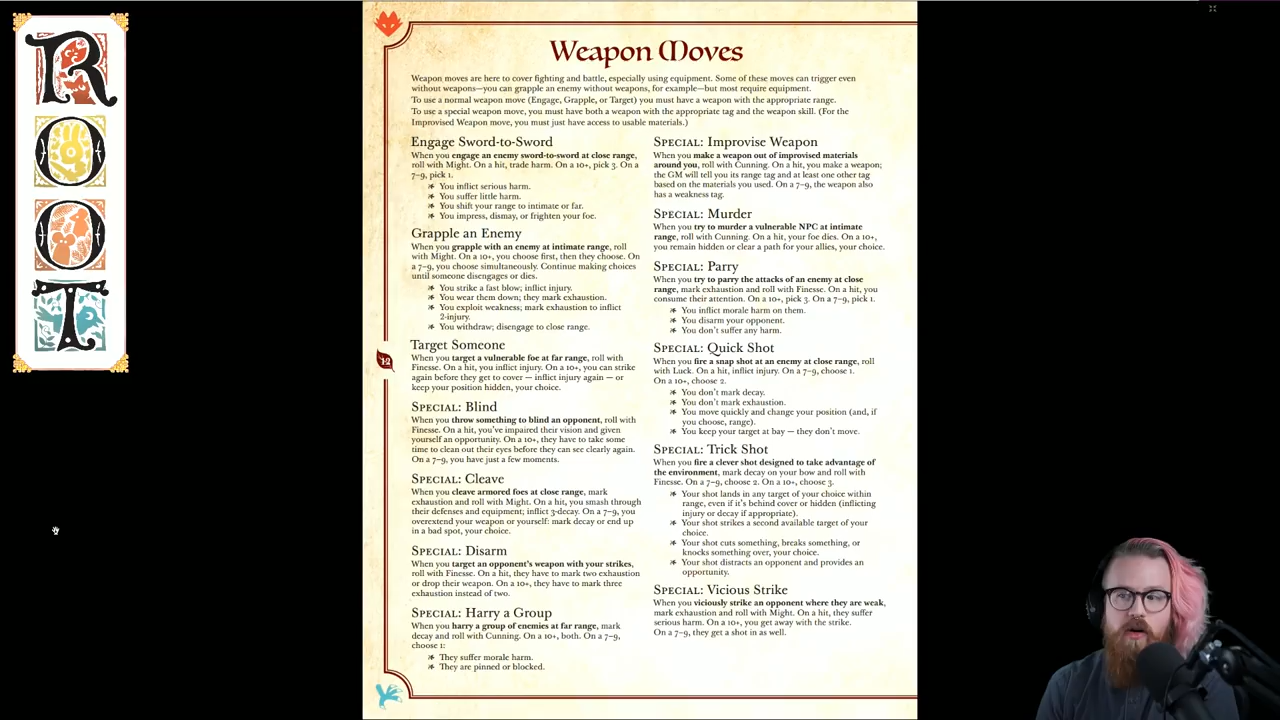 R
O
O
T
Weapon Moves
Weapon moves are here to cover fighting and battle, especially using equipment. Some of these moves can trigger even
without weapons—you can grapple an enemy without weapons, for example—but most require equipment.
To use a normal weapon move (Engage, Grapple, or Target) you must have a weapon with the appropriate range.
To use a special weapon move, you must have both a weapon with the appropriate tag and the weapon skill. (For the
Improvised Weapon move, you must just have access to usable materials.)
Engage Sword-to-Sword
When you engage an enemy sword-to-sword at close range,
roll with Might. On a hit, trade harm. On a 10+, pick 3. On a
7–9, pick 1.
You inflict serious harm.
You suffer little harm.
You shift your range to intimate or far.
You impress, dismay, or frighten your foe.
Grapple an Enemy
When you grapple with an enemy at intimate range, roll
with Might. On a 10+, you choose first, then they choose. On
a 7–9, you choose simultaneously. Continue making choices
until someone disengages or dies.
You strike a fast blow; inflict injury.
You wear them down; they mark exhaustion.
You exploit weakness; mark exhaustion to inflict
2-injury.
You withdraw; disengage to close range.
Target Someone
When you target a vulnerable foe at far range, roll with
Finesse. On a hit, you inflict injury. On a 10+, you can strike
again before they get to cover — inflict injury again — or
keep your position hidden, your choice.
Special: Blind
When you throw something to blind an opponent, roll with
Finesse. On a hit, you've impaired their vision and given
yourself an opportunity. On a 10+, they have to take some
time to clean out their eyes before they can see clearly again.
On a 7–9, you have just a few moments.
Special: Cleave
When you cleave armored foes at close range, mark
exhaustion and roll with Might. On a hit, you smash through
their defenses and equipment; inflict 3-decay. On a 7–9, you
overextend your weapon or yourself: mark decay or end up
in a bad spot, your choice.
Special: Disarm
When you target an opponent's weapon with your strikes,
roll with Finesse. On a hit, they have to mark two exhaustion
or drop their weapon. On a 10+, they have to mark three
exhaustion instead of two.
Special: Harry a Group
When you harry a group of enemies at far range, mark
decay and roll with Cunning. On a 10+, both. On a 7–9,
choose 1:
They suffer morale harm.
They are pinned or blocked.
Special: Improvise Weapon
When you make a weapon out of improvised materials
around you, roll with Cunning. On a hit, you make a weapon;
the GM will tell you its range tag and at least one other tag
based on the materials you used. On a 7–9, the weapon also
has a weakness tag.
Special: Murder
When you try to murder a vulnerable NPC at intimate
range, roll with Cunning. On a hit, your foe dies. On a 10+,
you remain hidden or clear a path for your allies, your choice.
Special: Parry
When you try to parry the attacks of an enemy at close
range, mark exhaustion and roll with Finesse. On a hit, you
consume their attention. On a 10+, pick 3. On a 7–9, pick 1.
You inflict morale harm on them.
You disarm your opponent.
You don't suffer any harm.
Special: Quick Shot
When you fire a snap shot at an enemy at close range, roll
with Luck. On a hit, inflict injury. On a 7–9, choose 1.
On a 10+, choose 2.
You don't mark decay.
You don't mark exhaustion.
You move quickly and change your position (and, if
you choose, range).
You keep your target at bay — they don't move.
Special: Trick Shot
When you fire a clever shot designed to take advantage of
the environment, mark decay on your bow and roll with
Finesse. On a 7–9, choose 2. On a 10+, choose 3.
Your shot lands in any target of your choice within
range, even if it's behind cover or hidden (inflicting
injury or decay if appropriate).
Your shot strikes a second available target of your
choice.
Your shot cuts something, breaks something, or
knocks something over, your choice.
Your shot distracts an opponent and provides an
opportunity.
Special: Vicious Strike
When you viciously strike an opponent where they are weak,
mark exhaustion and roll with Might. On a hit, they suffer
serious harm. On a 10+, you get away with the strike.
On a 7–9, they get a shot in as well.
12